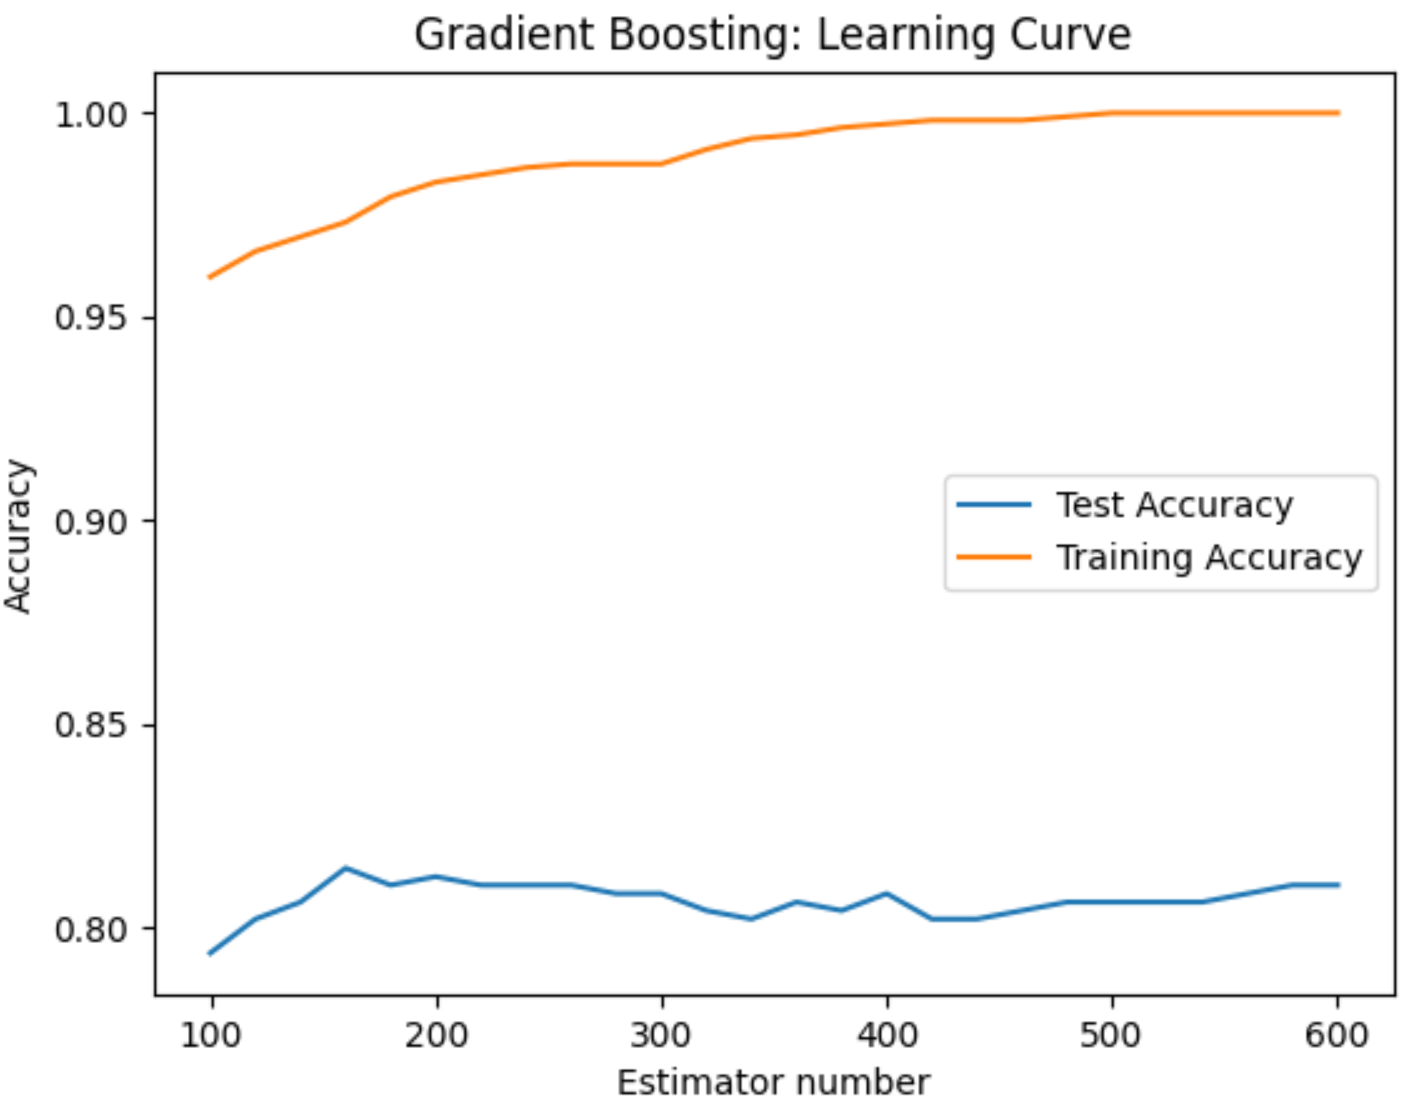 Gradient Boosting: Learning Curve
1.00
0.95
0.90
0.85
0.80
Accuracy
Test Accuracy
Training Accuracy
100 200 300 400 500 600
Estimator number